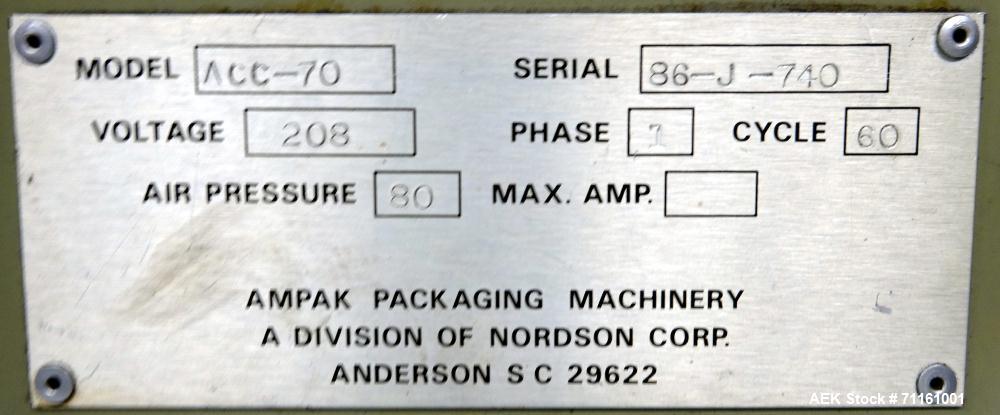 MODEL ACC-70 SERIAL 86-J-740
VOLTAGE 208 PHASE 1 CYCLE 60
AIR PRESSURE 80 MAX. AMP.
AMPAK PACKAGING MACHINERY
A DIVISION OF NORDSON CORP.
ANDERSON S C 29622
AEK Stock # 71161001